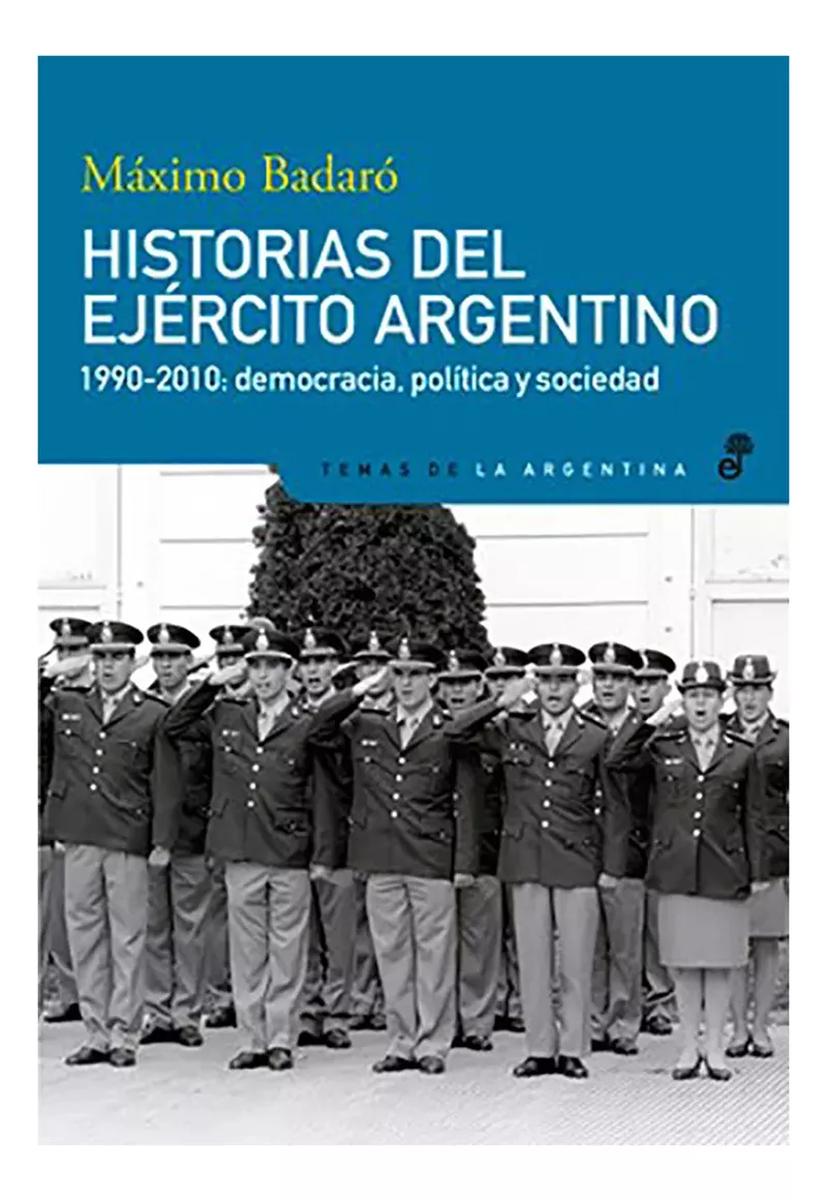 Máximo Badaró
HISTORIAS DEL
EJÉRCITO ARGENTINO
1990-2010: democracia, política y sociedad
TEMAS DE LA ARGENTINA